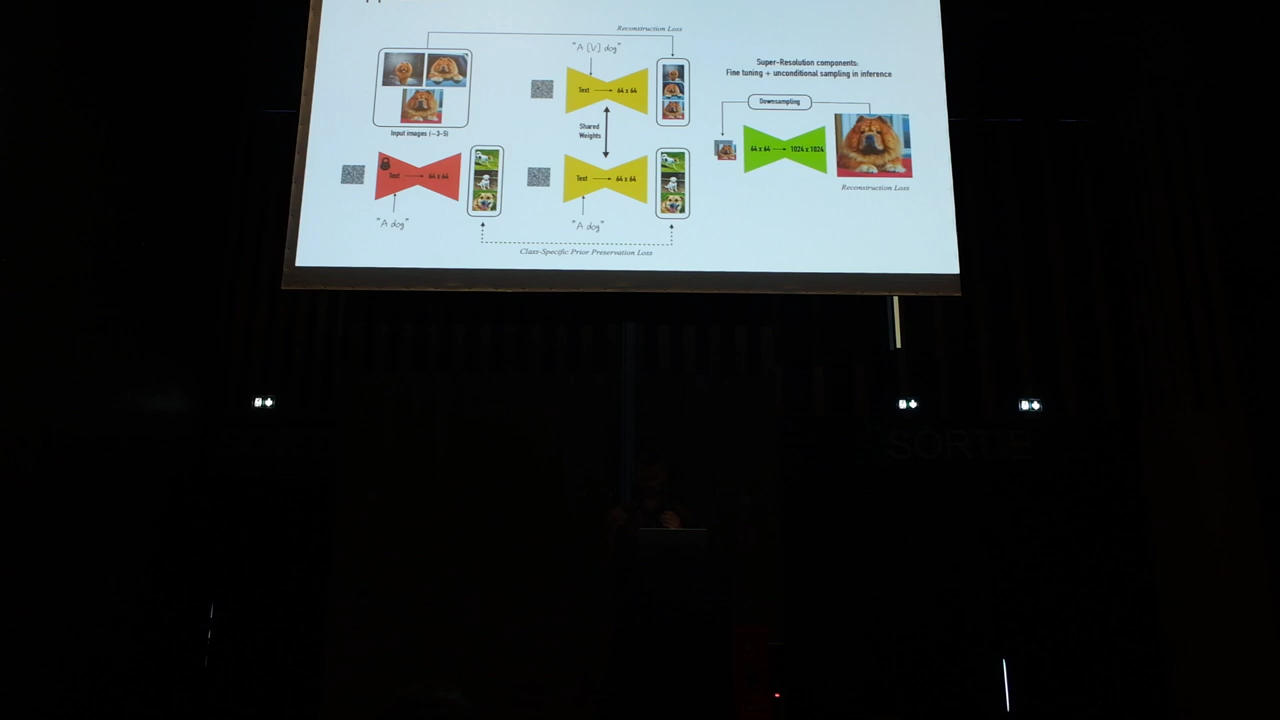 Reconstruction Loss
"A [V] dog"
Text → 64 x 64
Input images (~3-5)
Shared
Weights
Text → 64 x 64
"A dog"
Text → 64 x 64
"A dog"
Class-Specific Prior Preservation Loss
Super-Resolution components:
Fine tuning + unconditional sampling in inference
Downsampling
64 x 64 → 1024 x 1024
Reconstruction Loss
SORTIE